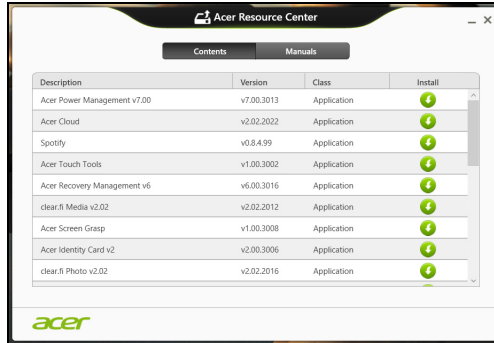 Acer Resource Center
Contents Manuals
Description Version Class Install
Acer Power Management v7.00 v7.00.3013 Application
Acer Cloud v2.02.2022 Application
Spotify v0.8.4.99 Application
Acer Touch Tools v1.00.3002 Application
Acer Recovery Management v6 v6.00.3016 Application
clear.fi Media v2.02 v2.02.2012 Application
Acer Screen Grasp v1.00.3008 Application
Acer Identity Card v2 v2.00.3006 Application
clear.fi Photo v2.02 v2.02.2016 Application
acer